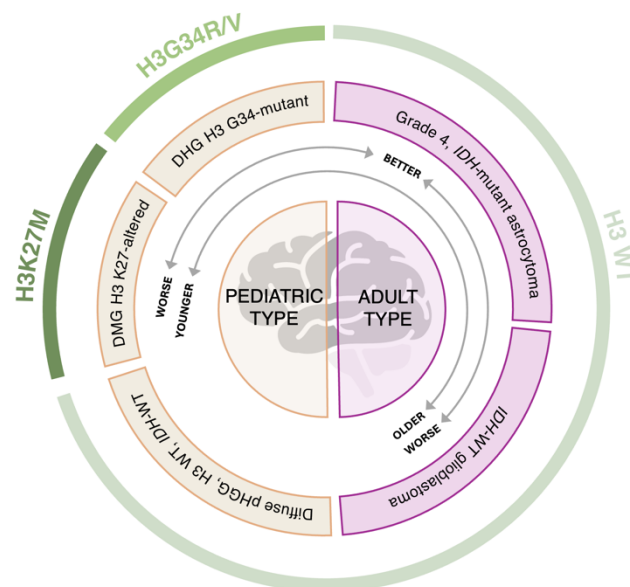 H3G34R/V
H3K27M
H3 WT
DHG H3 G34-mutant
Grade 4, IDH-mutant astrocytoma
DMG H3 K27-altered
BETTER
WORSE
YOUNGER
PEDIATRIC
TYPE
ADULT
TYPE
OLDER
WORSE
Diffuse pHGG, H3 WT, IDH-WT
IDH-WT glioblastoma